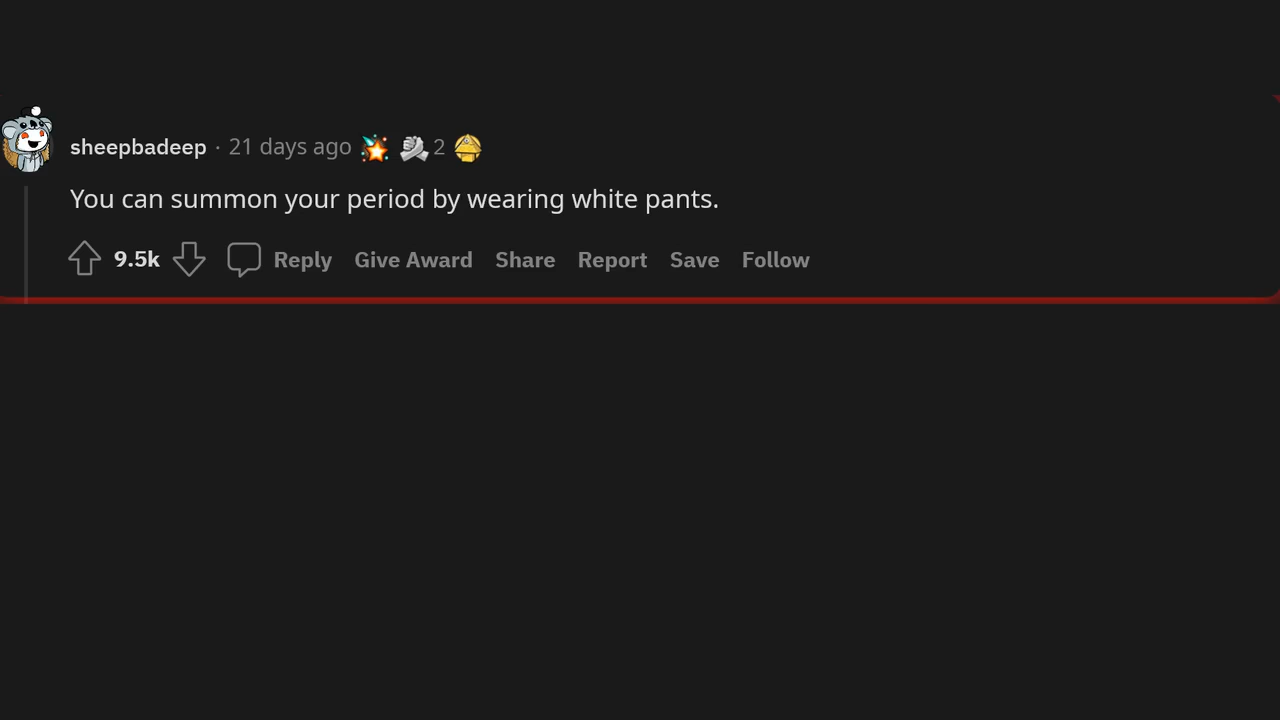 sheepbadeep · 21 days ago 2
You can summon your period by wearing white pants.
9.5k Reply Give Award Share Report Save Follow